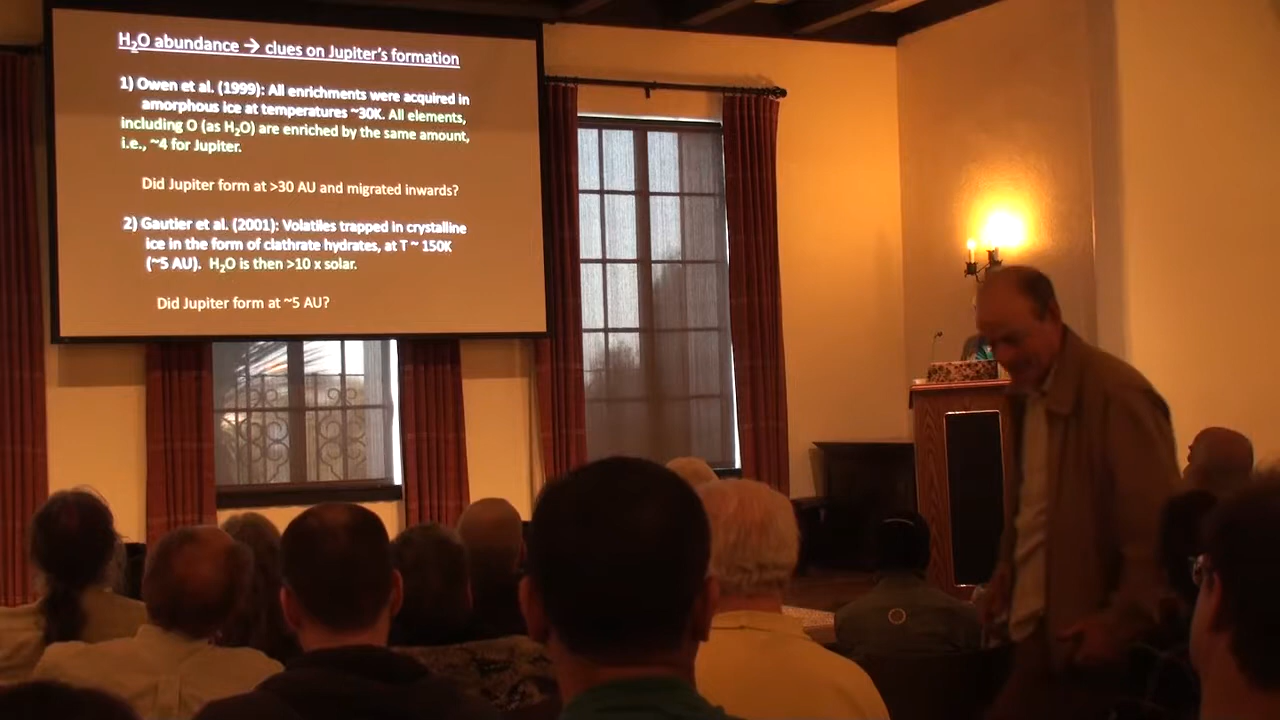 H₂O abundance → clues on Jupiter's formation
1) Owen et al. (1999): All enrichments were acquired in
amorphous ice at temperatures ~30K. All elements,
including O (as H₂O) are enriched by the same amount,
i.e., ~4 for Jupiter.
Did Jupiter form at >30 AU and migrated inwards?
2) Gautier et al. (2001): Volatiles trapped in crystalline
ice in the form of clathrate hydrates, at T ~ 150K
(~5 AU). H₂O is then >10 x solar.
Did Jupiter form at ~5 AU?